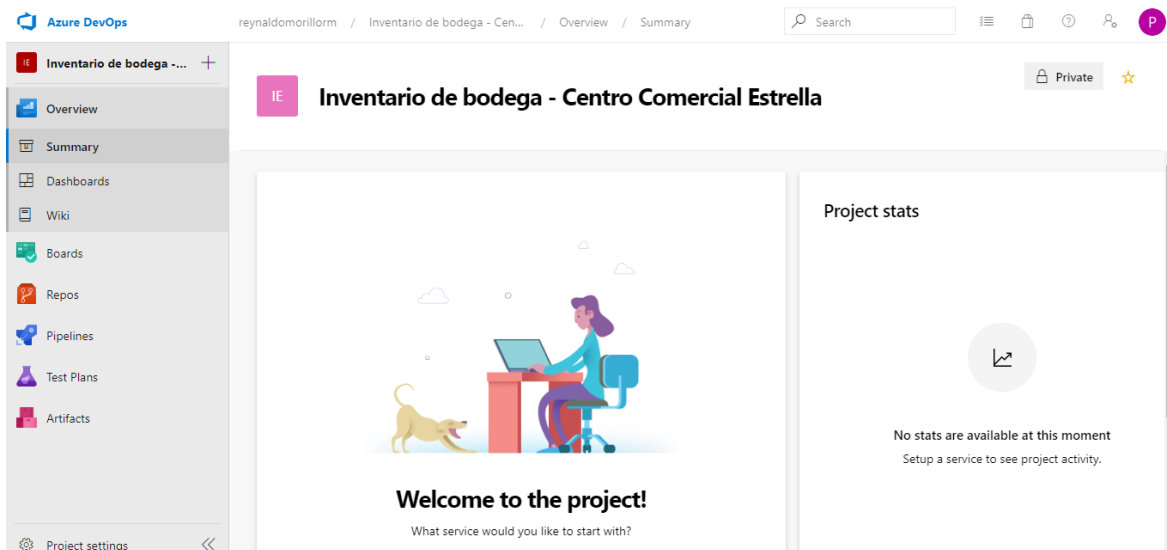 Azure DevOps
reynaldomorillorm / Inventario de bodega - Cen... / Overview / Summary
Search
P
IE Inventario de bodega -... +
Overview
Summary
Dashboards
Wiki
Boards
Repos
Pipelines
Test Plans
Artifacts
Project settings
IE
Inventario de bodega - Centro Comercial Estrella
Private
Welcome to the project!
What service would you like to start with?
Project stats
No stats are available at this moment
Setup a service to see project activity.